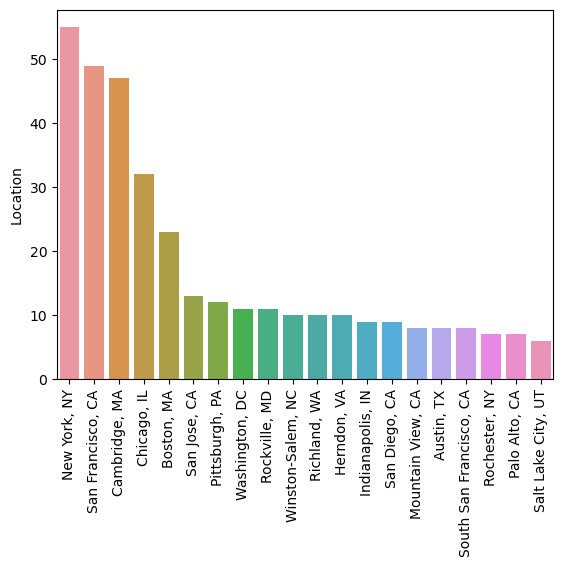 50
40
30
20
10
0
Location
New York, NY
San Francisco, CA
Cambridge, MA
Chicago, IL
Boston, MA
San Jose, CA
Pittsburgh, PA
Washington, DC
Rockville, MD
Winston-Salem, NC
Richland, WA
Herndon, VA
Indianapolis, IN
San Diego, CA
Mountain View, CA
Austin, TX
South San Francisco, CA
Rochester, NY
Palo Alto, CA
Salt Lake City, UT